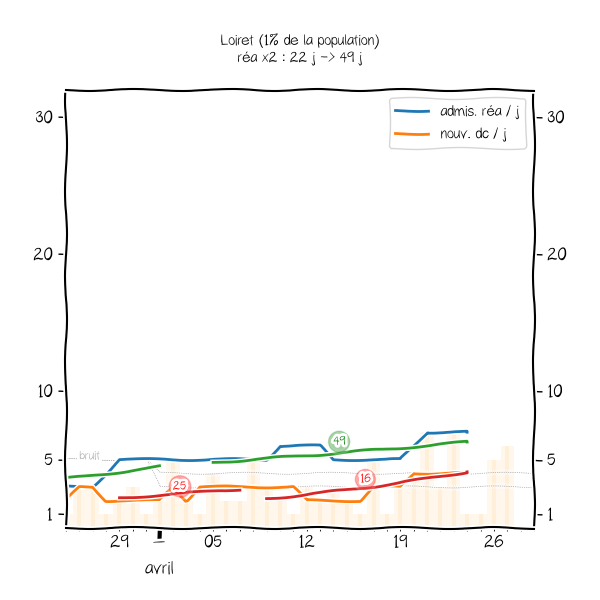 Loiret (1% de la population)
réa x2 : 22 j -> 49 j
admis. réa / j
nouv. dc / j
30 30
20 20
10 10
49
5 bruit 5
25 16
1 1
29 05 12 19 26
avril